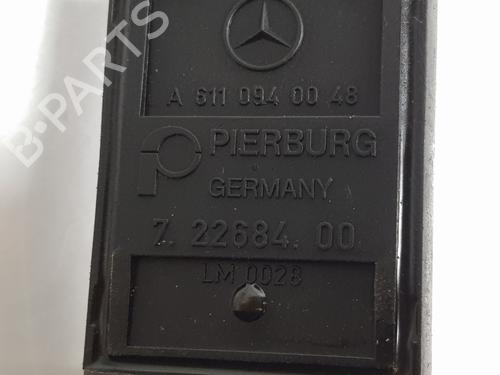 B-PARTS
A 611 094 00 48
PIERBURG
GERMANY
7. 22684. 00
LM 0028